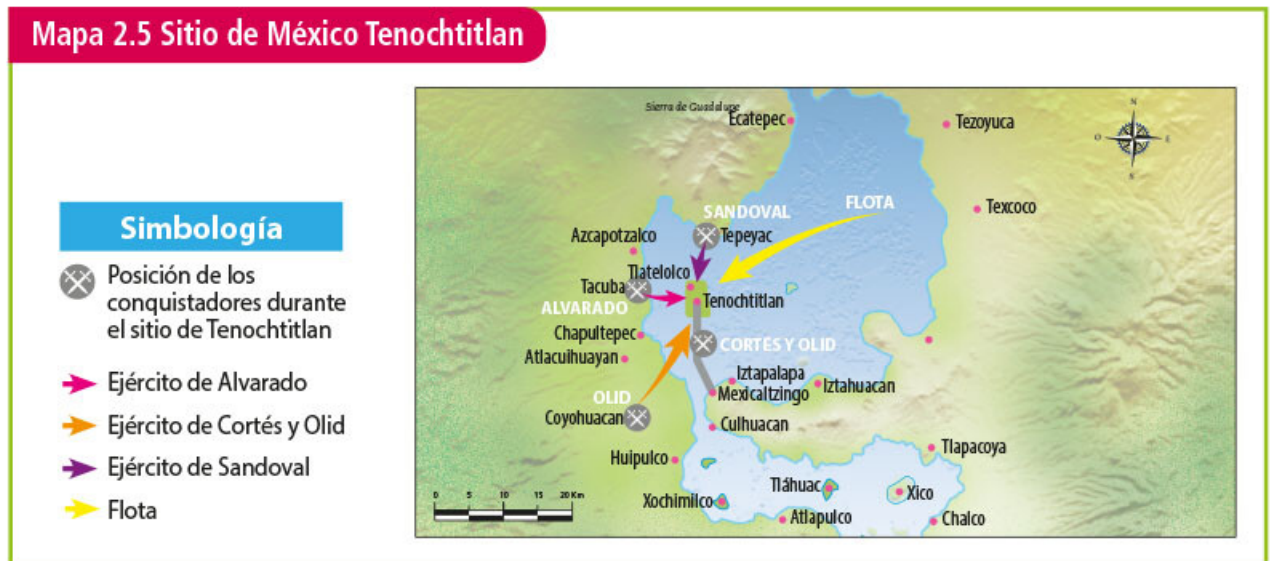 Mapa 2.5 Sitio de México Tenochtitlan
Simbología
Posición de los
conquistadores durante
el sitio de Tenochtitlan
Ejército de Alvarado
Ejército de Cortés y Olid
Ejército de Sandoval
Flota
Sierra de Guadalupe
Ecatepec
Tezoyuca
N
O
E
S
Texcoco
SANDOVAL
FLOTA
Tepeyac
Azcapotzalco
Tlatelolco
Tacuba
Tenochtitlan
ALVARADO
Chapultepec
CORTÉS Y OLID
Atlacuihuayan
Iztapalapa
Iztahuacan
Mexicaltzingo
OLID
Coyohuacan
Culhuacan
Huipulco
Tlapacoya
Tláhuac
Xico
Xochimilco
Atlapulco
Chalco
0 5 10 15 20 Km